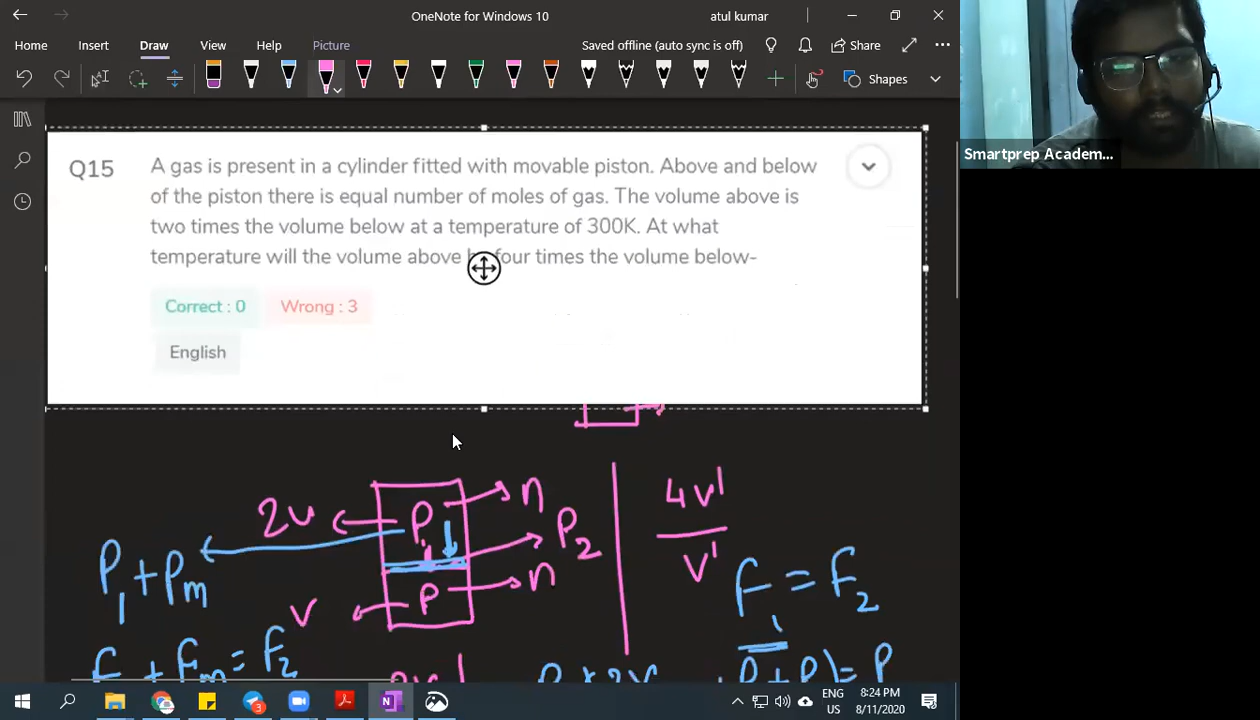 OneNote for Windows 10
atul kumar
Home Insert Draw View Help Picture
Saved offline (auto sync is off)
Share
Shapes
Smartprep Academ...
Q15
A gas is present in a cylinder fitted with movable piston. Above and below
of the piston there is equal number of moles of gas. The volume above is
two times the volume below at a temperature of 300K. At what
temperature will the volume above be four times the volume below-
Correct : 0 Wrong : 3
English
2v
P1
n
P2
P1 + Pm
v
P
n
4v'
v'
F1 = F2
F + Fm = F2
ENG
US
8:24 PM
8/11/2020